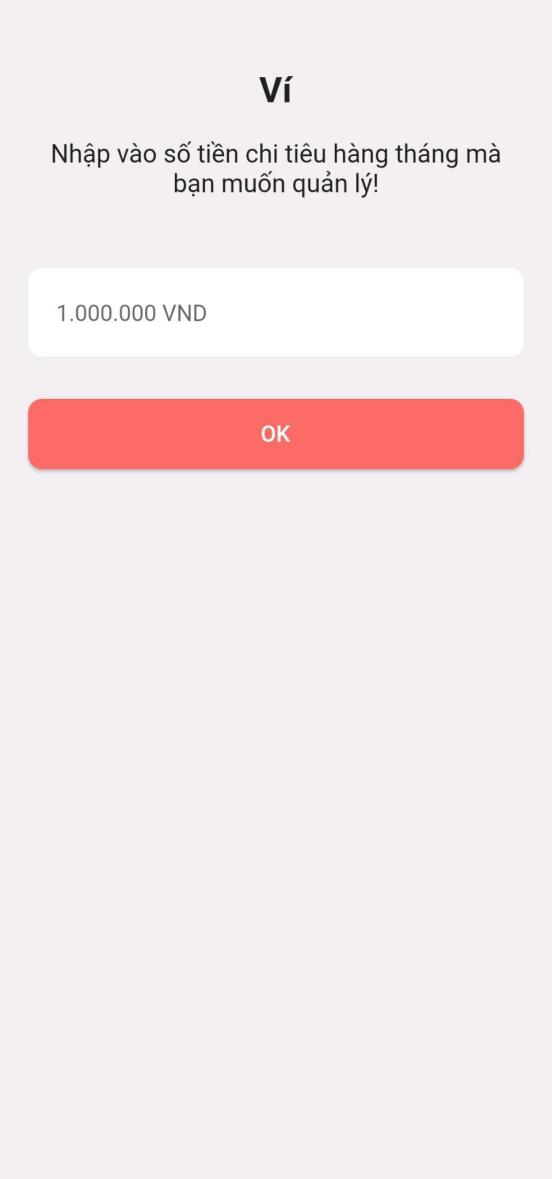 Ví
Nhập vào số tiền chi tiêu hàng tháng mà
bạn muốn quản lý!
1.000.000 VND
OK